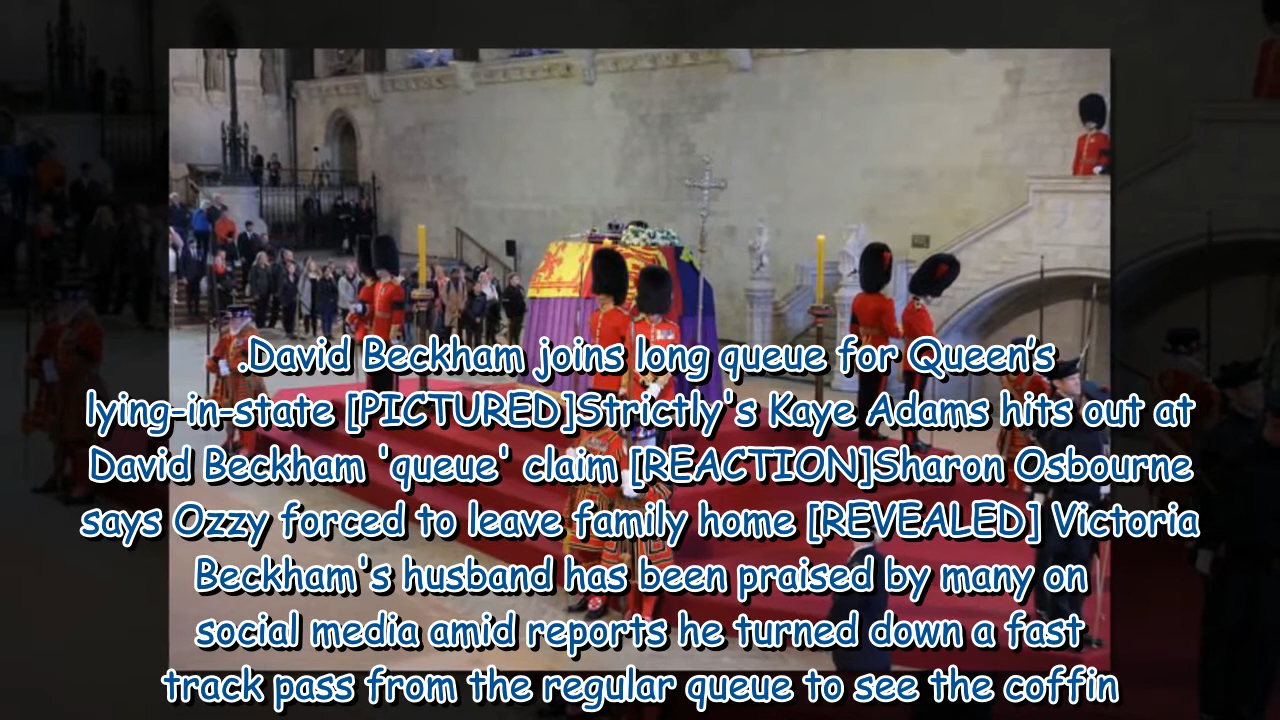 .David Beckham joins long queue for Queen’s
lying-in-state [PICTURED]Strictly's Kaye Adams hits out at
David Beckham 'queue' claim [REACTION]Sharon Osbourne
says Ozzy forced to leave family home [REVEALED] Victoria
Beckham's husband has been praised by many on
social media amid reports he turned down a fast
track pass from the regular queue to see the coffin